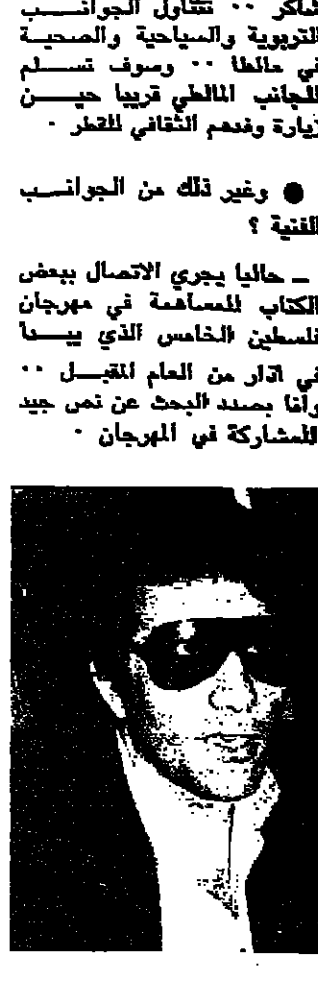 شاكر ·· تتناول الجوانب
التربوية والسياحية والصحية
في مالطا ·· وسوف تسلم
للجانب المالطي قريبا حين
زيارة وفدهم الثقافي للقطر ·
● وغير ذلك من الجوانب
الفنية ؟
ــ حاليا يجري الاتصال ببعض
الكتاب للمساهمة في مهرجان
فلسطين الخامس الذي يبدأ
في آذار من العام المقبل ··
وأنا بصدد البحث عن نص جيد
للمشاركة في المهرجان ·